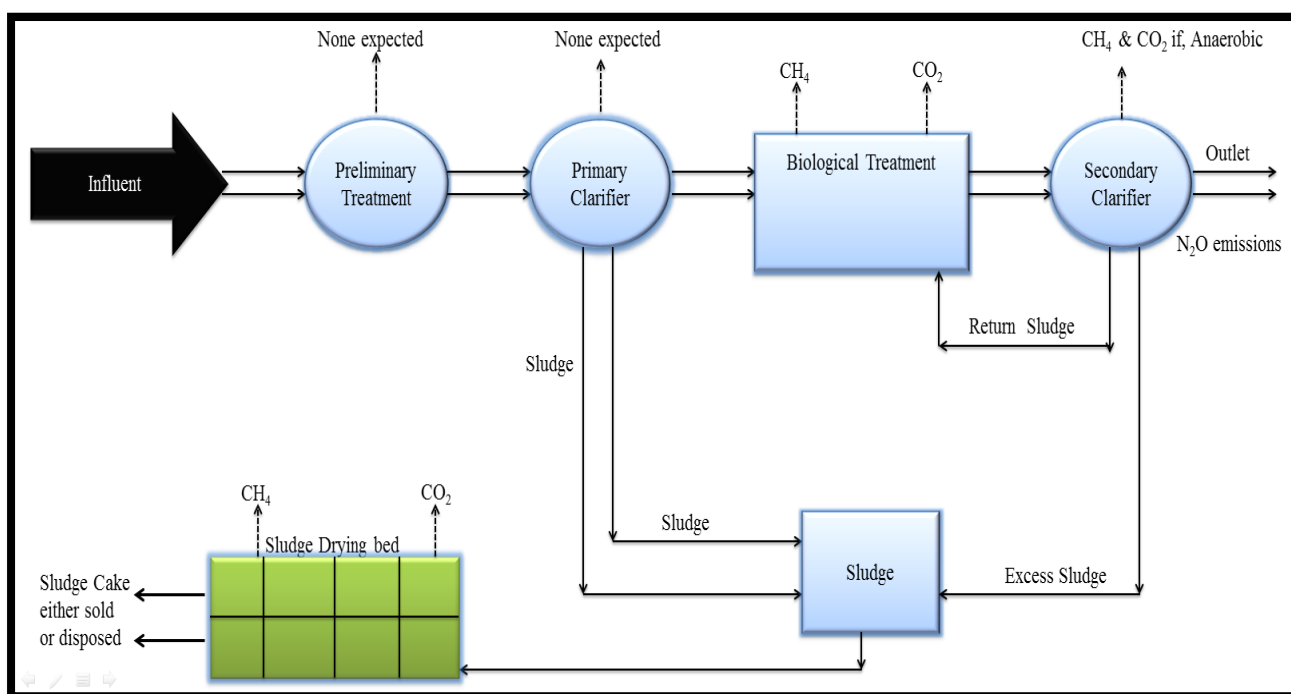 None expected
None expected
CH₄ & CO₂ if, Anaerobic
CH₄
CO₂
Influent
Preliminary
Treatment
Primary
Clarifier
Biological Treatment
Secondary
Clarifier
Outlet
N₂O emissions
Return Sludge
Sludge
CH₄
CO₂
Sludge Drying bed
Sludge
Sludge
Excess Sludge
Sludge Cake
either sold
or disposed